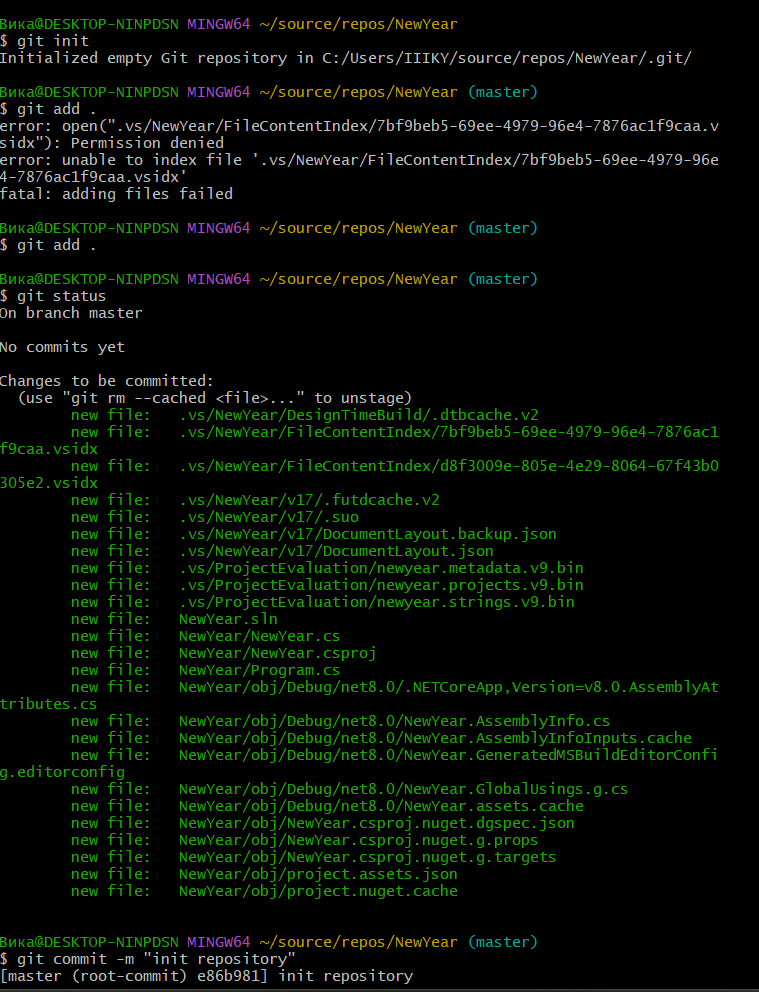 Вика@DESKTOP-NINPDSN MINGW64 ~/source/repos/NewYear
$ git init
Initialized empty Git repository in C:/Users/IIIKY/source/repos/NewYear/.git/
Вика@DESKTOP-NINPDSN MINGW64 ~/source/repos/NewYear (master)
$ git add .
error: open(".vs/NewYear/FileContentIndex/7bf9beb5-69ee-4979-96e4-7876ac1f9caa.v
sidx"): Permission denied
error: unable to index file '.vs/NewYear/FileContentIndex/7bf9beb5-69ee-4979-96e
4-7876ac1f9caa.vsidx'
fatal: adding files failed
Вика@DESKTOP-NINPDSN MINGW64 ~/source/repos/NewYear (master)
$ git add .
Вика@DESKTOP-NINPDSN MINGW64 ~/source/repos/NewYear (master)
$ git status
On branch master
No commits yet
Changes to be committed:
  (use "git rm --cached <file>..." to unstage)
        new file:   .vs/NewYear/DesignTimeBuild/.dtbcache.v2
        new file:   .vs/NewYear/FileContentIndex/7bf9beb5-69ee-4979-96e4-7876ac1
f9caa.vsidx
        new file:   .vs/NewYear/FileContentIndex/d8f3009e-805e-4e29-8064-67f43b0
305e2.vsidx
        new file:   .vs/NewYear/v17/.futdcache.v2
        new file:   .vs/NewYear/v17/.suo
        new file:   .vs/NewYear/v17/DocumentLayout.backup.json
        new file:   .vs/NewYear/v17/DocumentLayout.json
        new file:   .vs/ProjectEvaluation/newyear.metadata.v9.bin
        new file:   .vs/ProjectEvaluation/newyear.projects.v9.bin
        new file:   .vs/ProjectEvaluation/newyear.strings.v9.bin
        new file:   NewYear.sln
        new file:   NewYear/NewYear.cs
        new file:   NewYear/NewYear.csproj
        new file:   NewYear/Program.cs
        new file:   NewYear/obj/Debug/net8.0/.NETCoreApp,Version=v8.0.AssemblyAt
tributes.cs
        new file:   NewYear/obj/Debug/net8.0/NewYear.AssemblyInfo.cs
        new file:   NewYear/obj/Debug/net8.0/NewYear.AssemblyInfoInputs.cache
        new file:   NewYear/obj/Debug/net8.0/NewYear.GeneratedMSBuildEditorConfi
g.editorconfig
        new file:   NewYear/obj/Debug/net8.0/NewYear.GlobalUsings.g.cs
        new file:   NewYear/obj/Debug/net8.0/NewYear.assets.cache
        new file:   NewYear/obj/NewYear.csproj.nuget.dgspec.json
        new file:   NewYear/obj/NewYear.csproj.nuget.g.props
        new file:   NewYear/obj/NewYear.csproj.nuget.g.targets
        new file:   NewYear/obj/project.assets.json
        new file:   NewYear/obj/project.nuget.cache
Вика@DESKTOP-NINPDSN MINGW64 ~/source/repos/NewYear (master)
$ git commit -m "init repository"
[master (root-commit) e86b981] init repository